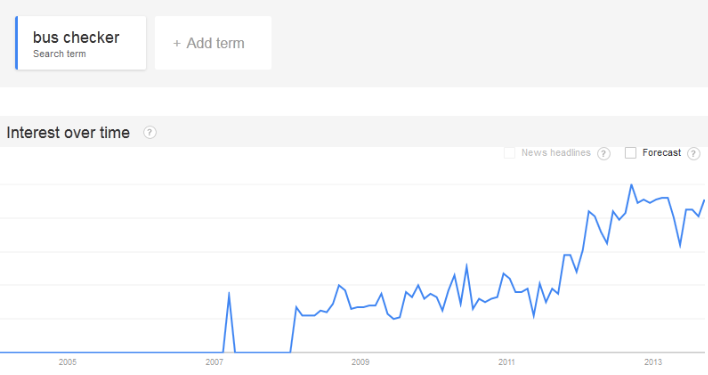 bus checker
Search term
+ Add term
Interest over time ?
News headlines ? Forecast ?
2005 2007 2009 2011 2013